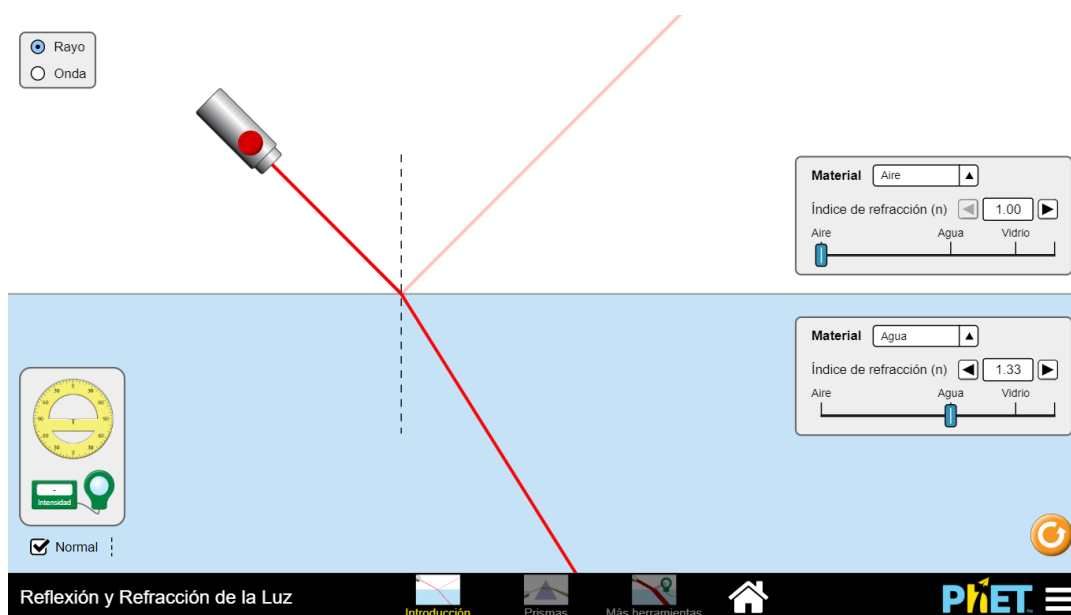 Rayo
Onda
Material Aire
Índice de refracción (n) 1.00
Aire Agua Vidrio
Material Agua
Índice de refracción (n) 1.33
Aire Agua Vidrio
Intensidad
Normal
Reflexión y Refracción de la Luz
Introducción Prismas Más herramientas
PhET